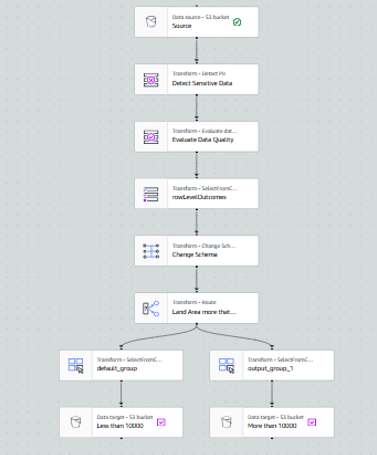 Data source - S3 bucket
Source
Transform - Detect PII
Detect Sensitive Data
Transform - Evaluate dat...
Evaluate Data Quality
Transform - SelectFromC...
rowLevelOutcomes
Transform - Change Sch...
Change Schema
Transform - Route
Land Area more that...
Transform - SelectFromC...
default_group
Transform - SelectFromC...
output_group_1
Data target - S3 bucket
Less than 10000
Data target - S3 bucket
More than 10000